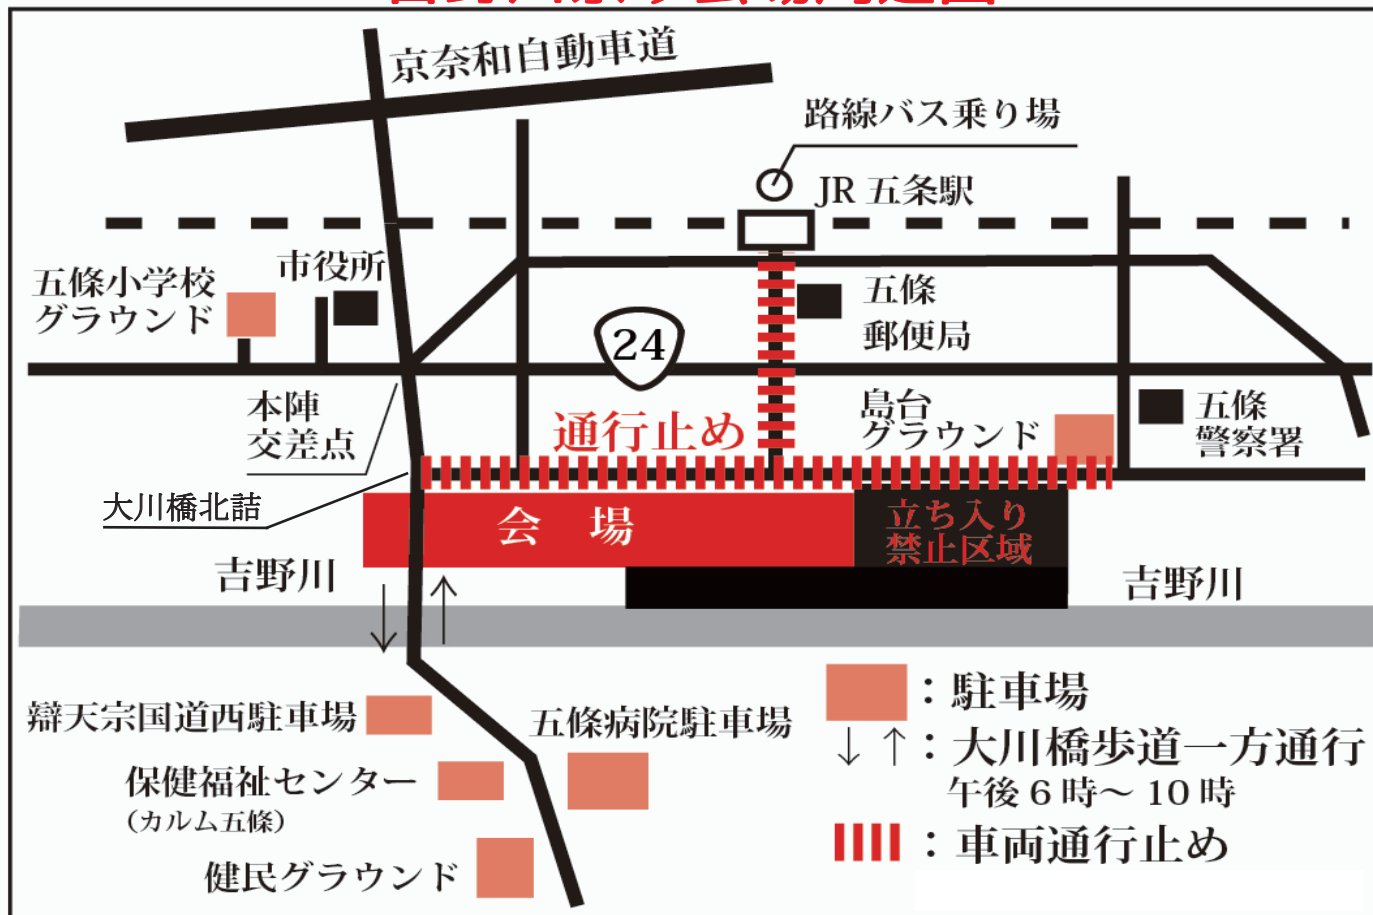 京奈和自動車道
路線バス乗り場
JR 五条駅
市役所
五條小学校
グラウンド
五條
郵便局
24
本陣
交差点
通行止め
島台
グラウンド
五條
警察署
大川橋北詰
会 場
立ち入り
禁止区域
吉野川
吉野川
辯天宗国道西駐車場
五條病院駐車場
保健福祉センター
（カルム五條）
健民グラウンド
：駐車場
↓ ↑：大川橋歩道一方通行
午後 6 時～ 10 時
：車両通行止め